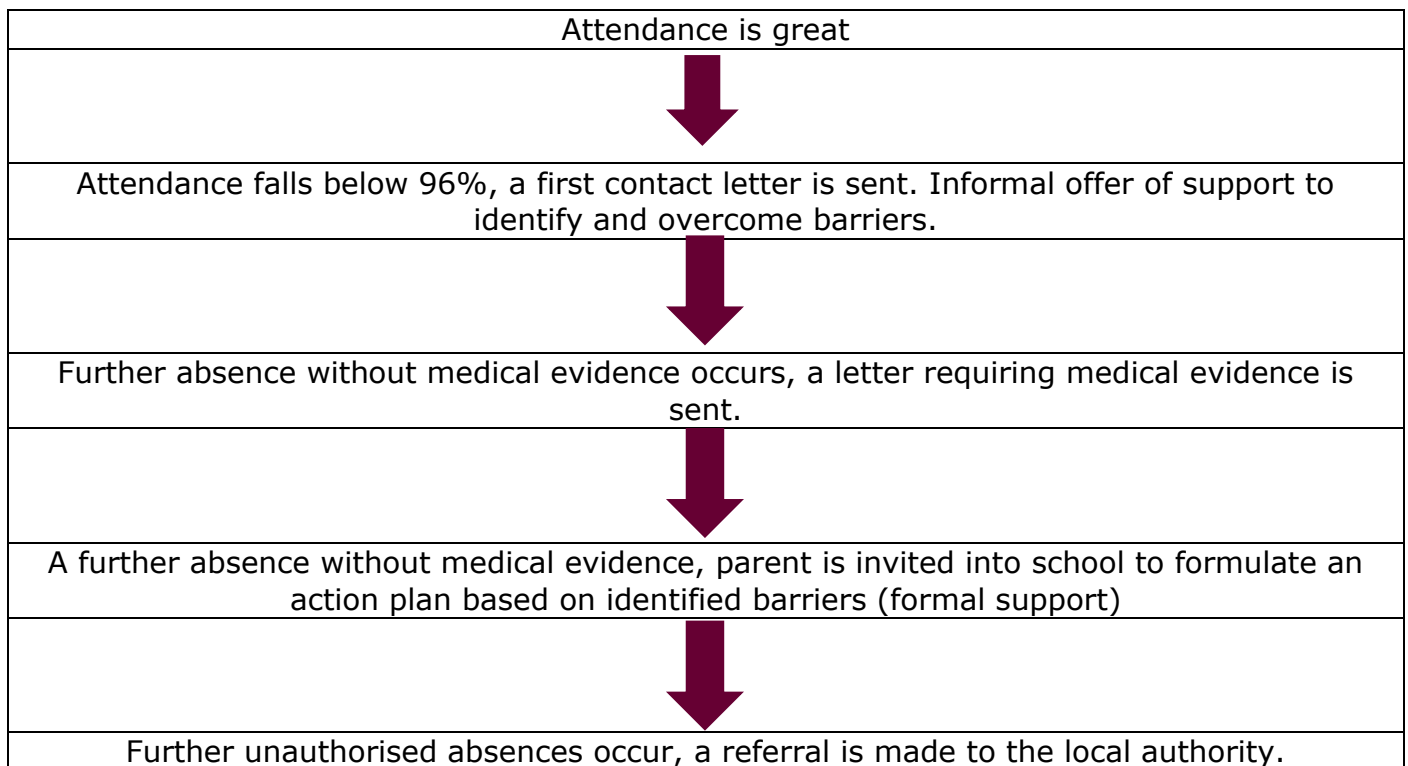 Attendance is great
Attendance falls below 96%, a first contact letter is sent. Informal offer of support to
identify and overcome barriers.
Further absence without medical evidence occurs, a letter requiring medical evidence is
sent.
A further absence without medical evidence, parent is invited into school to formulate an
action plan based on identified barriers (formal support)
Further unauthorised absences occur, a referral is made to the local authority.